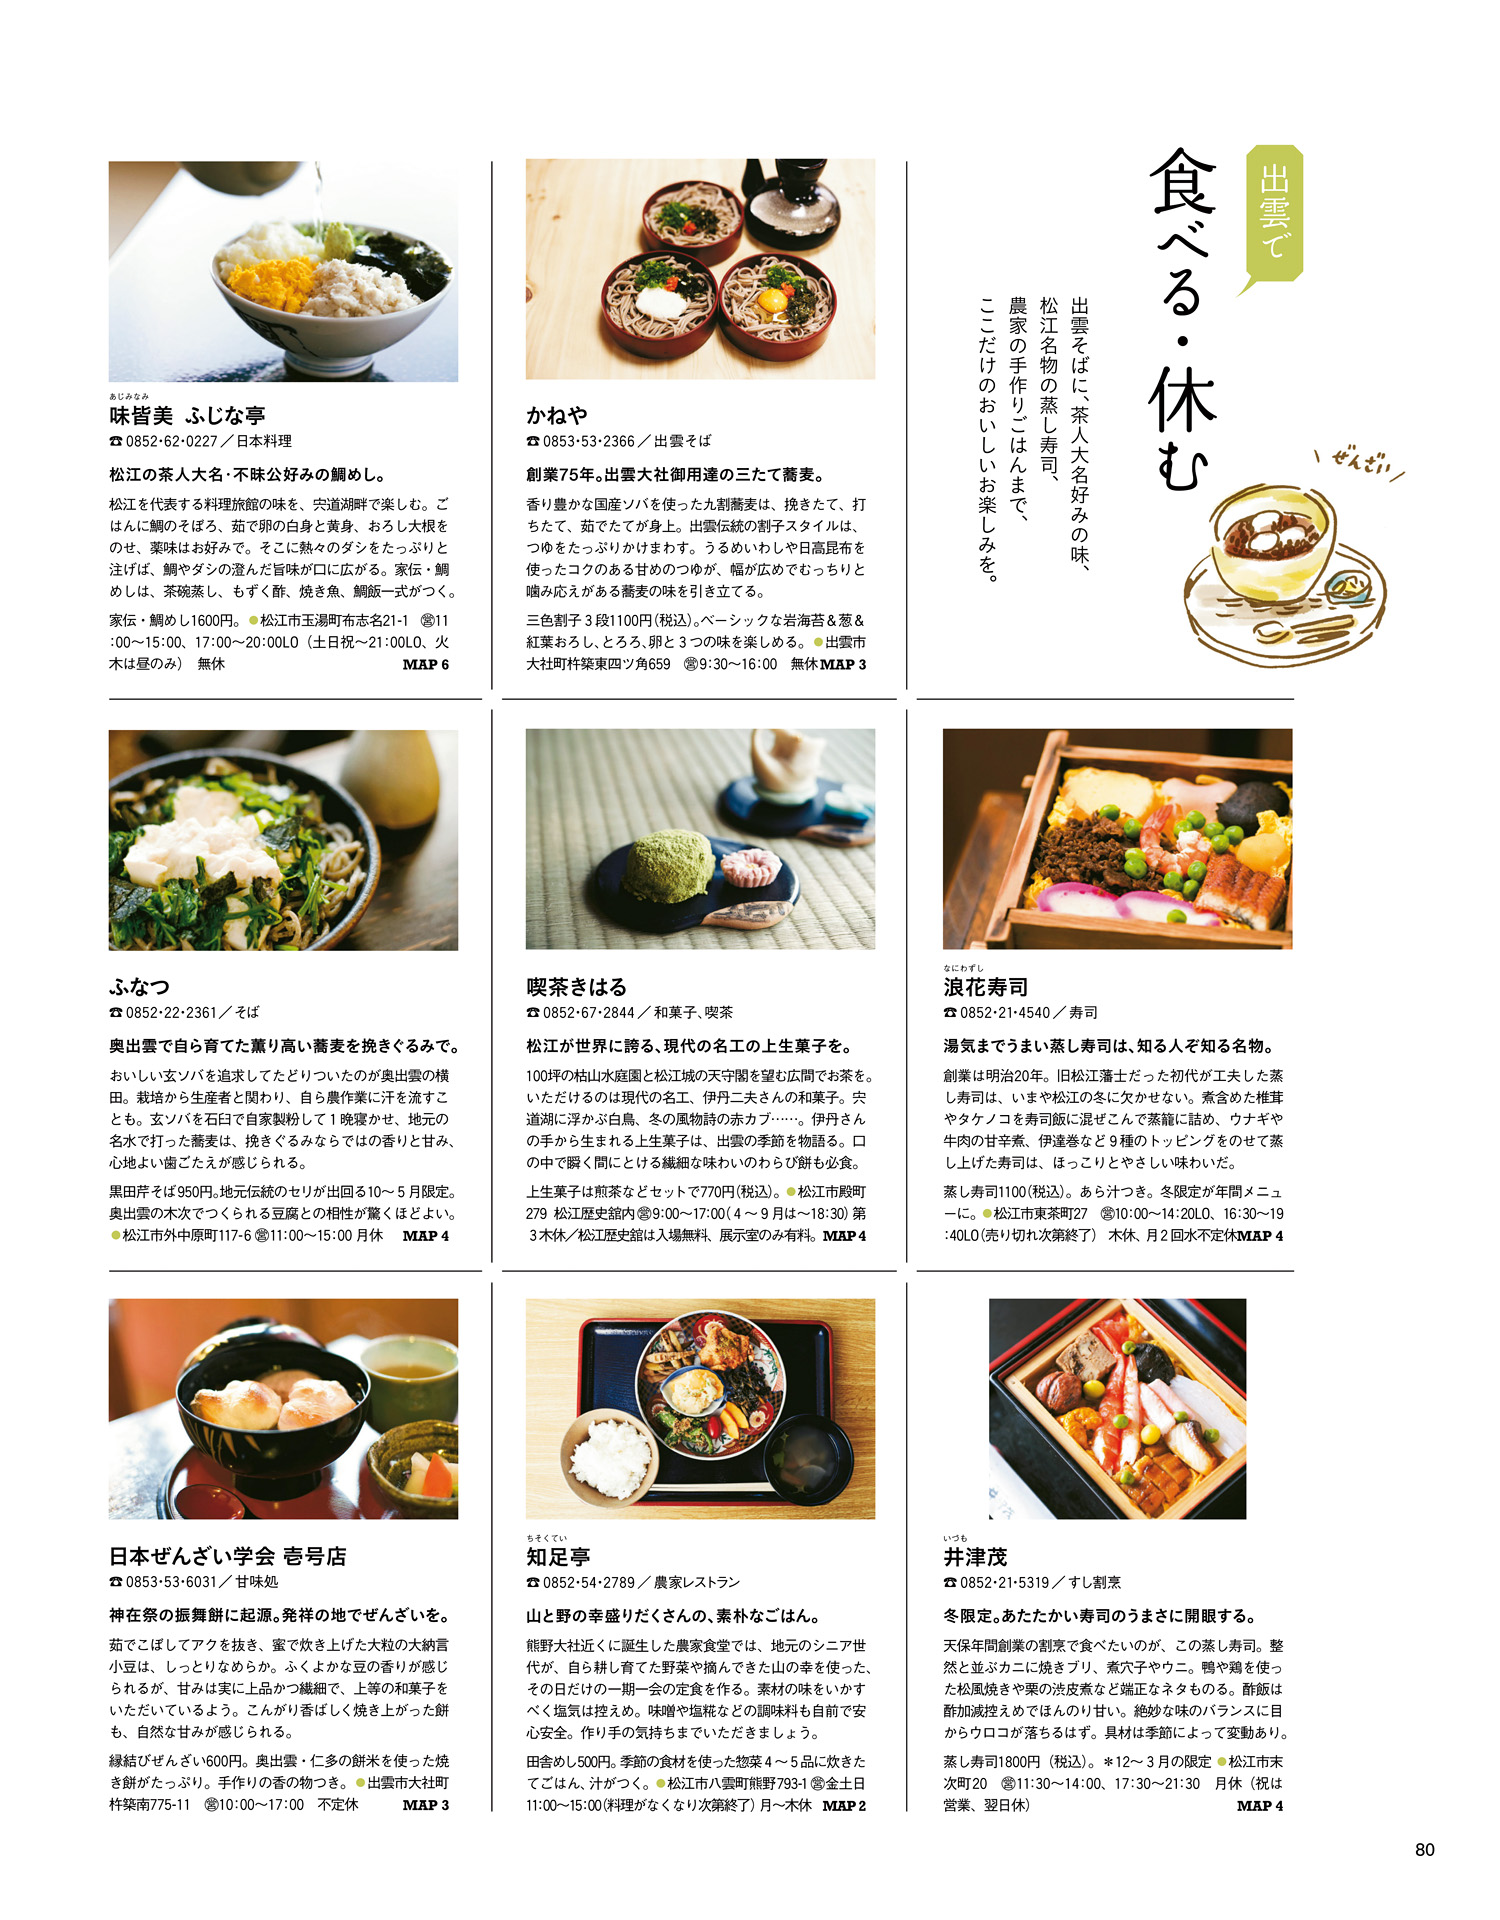 出雲で
食べる・休む
出雲そばに、茶人大名好みの味、
松江名物の蒸し寿司、
農家の手作りごはんまで、
ここだけのおいしいお楽しみを。
ぜんざい
かねや
☎0853・53・2366／出雲そば
創業75年。出雲大社御用達の三たて蕎麦。
香り豊かな国産ソバを使った九割蕎麦は、挽きたて、打
ちたて、茹でたてが身上。出雲伝統の割子スタイルは、
つゆをたっぷりかけまわす。うるめいわしや日高昆布を
使ったコクのある甘めのつゆが、幅が広めでむっちりと
噛み応えがある蕎麦の味を引き立てる。
三色割子３段1100円（税込）。ベーシックな岩海苔＆葱＆
紅葉おろし、とろろ、卵と３つの味を楽しめる。●出雲市
大社町杵築東四ツ角659　㊡9:30〜16:00　無休 MAP 3
あじみなみ
味皆美 ふじな亭
☎0852・62・0227／日本料理
松江の茶人大名・不昧公好みの鯛めし。
松江を代表する料理旅館の味を、宍道湖畔で楽しむ。ご
はんに鯛のそぼろ、茹で卵の白身と黄身、おろし大根を
のせ、薬味はお好みで。そこに熱々のダシをたっぷりと
注げば、鯛やダシの澄んだ旨味が口に広がる。家伝・鯛
めしは、茶碗蒸し、もずく酢、焼き魚、鯛飯一式がつく。
家伝・鯛めし1600円。●松江市玉湯町布志名21-1　㊡11
:00〜15:00、17:00〜20:00LO（土日祝〜21:00LO、火
木は昼のみ）　無休　MAP 6
なにわずし
浪花寿司
☎0852・21・4540／寿司
湯気までうまい蒸し寿司は、知る人ぞ知る名物。
創業は明治20年。旧松江藩士だった初代が工夫した蒸
し寿司は、いまや松江の冬に欠かせない。煮含めた椎茸
やタケノコを寿司飯に混ぜこんで蒸籠に詰め、ウナギや
牛肉の甘辛煮、伊達巻など９種のトッピングをのせて蒸
し上げた寿司は、ほっこりとやさしい味わいだ。
蒸し寿司1100（税込）。あら汁つき。冬限定が年間メニュ
ーに。●松江市東茶町27　㊡10:00〜14:20LO、16:30〜19
:40LO（売り切れ次第終了）　木休、月２回水不定休 MAP 4
喫茶きはる
☎0852・67・2844／和菓子、喫茶
松江が世界に誇る、現代の名工の上生菓子を。
100坪の枯山水庭園と松江城の天守閣を望む広間でお茶を。
いただけるのは現代の名工、伊丹二夫さんの和菓子。宍
道湖に浮かぶ白鳥、冬の風物詩の赤カブ……。伊丹さん
の手から生まれる上生菓子は、出雲の季節を物語る。口
の中で瞬く間にとける繊細な味わいのわらび餅も必食。
上生菓子は煎茶などセットで770円（税込）。●松江市殿町
279 松江歴史館内 ㊡9:00〜17:00（４〜９月は〜18:30）第
３木休／松江歴史館は入場無料、展示室のみ有料。 MAP 4
ふなつ
☎0852・22・2361／そば
奥出雲で自ら育てた薫り高い蕎麦を挽きぐるみで。
おいしい玄ソバを追求してたどりついたのが奥出雲の横
田。栽培から生産者と関わり、自ら農作業に汗を流すこ
とも。玄ソバを石臼で自家製粉して１晩寝かせ、地元の
名水で打った蕎麦は、挽きぐるみならではの香りと甘み、
心地よい歯ごたえが感じられる。
黒田芹そば950円。地元伝統のセリが出回る10〜５月限定。
奥出雲の木次でつくられる豆腐との相性が驚くほどよい。
●松江市外中原町117-6 ㊡11:00〜15:00 月休　MAP 4
いづも
井津茂
☎0852・21・5319／すし割烹
冬限定。あたたかい寿司のうまさに開眼する。
天保年間創業の割烹で食べたいのが、この蒸し寿司。整
然と並ぶカニに焼きブリ、煮穴子やウニ。鴨や鶏を使っ
た松風焼きや栗の渋皮煮など端正なネタものる。酢飯は
酢加減控えめでほんのり甘い。絶妙な味のバランスに目
からウロコが落ちるはず。具材は季節によって変動あり。
蒸し寿司1800円（税込）。＊12〜３月の限定 ●松江市末
次町20　㊡11:30〜14:00、17:30〜21:30　月休（祝は
営業、翌日休）　MAP 4
ちそくてい
知足亭
☎0852・54・2789／農家レストラン
山と野の幸盛りだくさんの、素朴なごはん。
熊野大社近くに誕生した農家食堂では、地元のシニア世
代が、自ら耕し育てた野菜や摘んできた山の幸を使った、
その日だけの一期一会の定食を作る。素材の味をいかす
べく塩気は控えめ。味噌や塩糀などの調味料も自前で安
心安全。作り手の気持ちまでいただきましょう。
田舎めし500円。季節の食材を使った惣菜４〜５品に炊きた
てごはん、汁がつく。●松江市八雲町熊野793-1 ㊡金土日
11:00〜15:00（料理がなくなり次第終了）月〜木休　MAP 2
日本ぜんざい学会 壱号店
☎0853・53・6031／甘味処
神在祭の振舞餅に起源。発祥の地でぜんざいを。
茹でこぼしてアクを抜き、蜜で炊き上げた大粒の大納言
小豆は、しっとりなめらか。ふくよかな豆の香りが感じ
られるが、甘みは実に上品かつ繊細で、上等の和菓子を
いただいているよう。こんがり香ばしく焼き上がった餅
も、自然な甘みが感じられる。
縁結びぜんざい600円。奥出雲・仁多の餅米を使った焼
き餅がたっぷり。手作りの香の物つき。●出雲市大社町
杵築南775-11　㊡10:00〜17:00　不定休　MAP 3
80